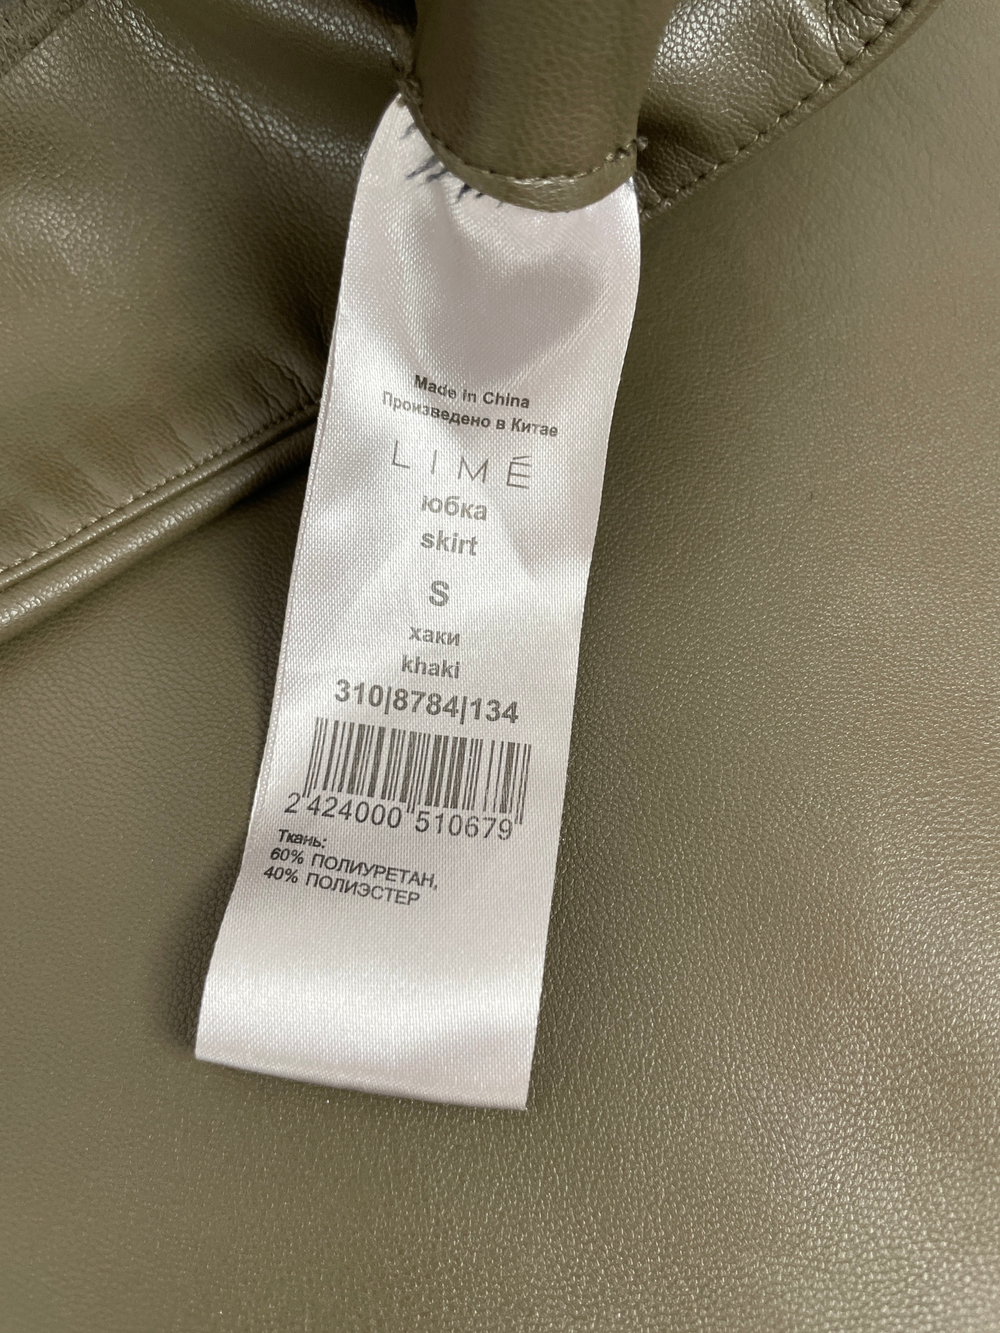 Made in China
Произведено в Китае
LIMÉ
юбка
skirt
S
хаки
khaki
310|8784|134
2 424000 510679
Ткань:
60% ПОЛИУРЕТАН,
40% ПОЛИЭСТЕР